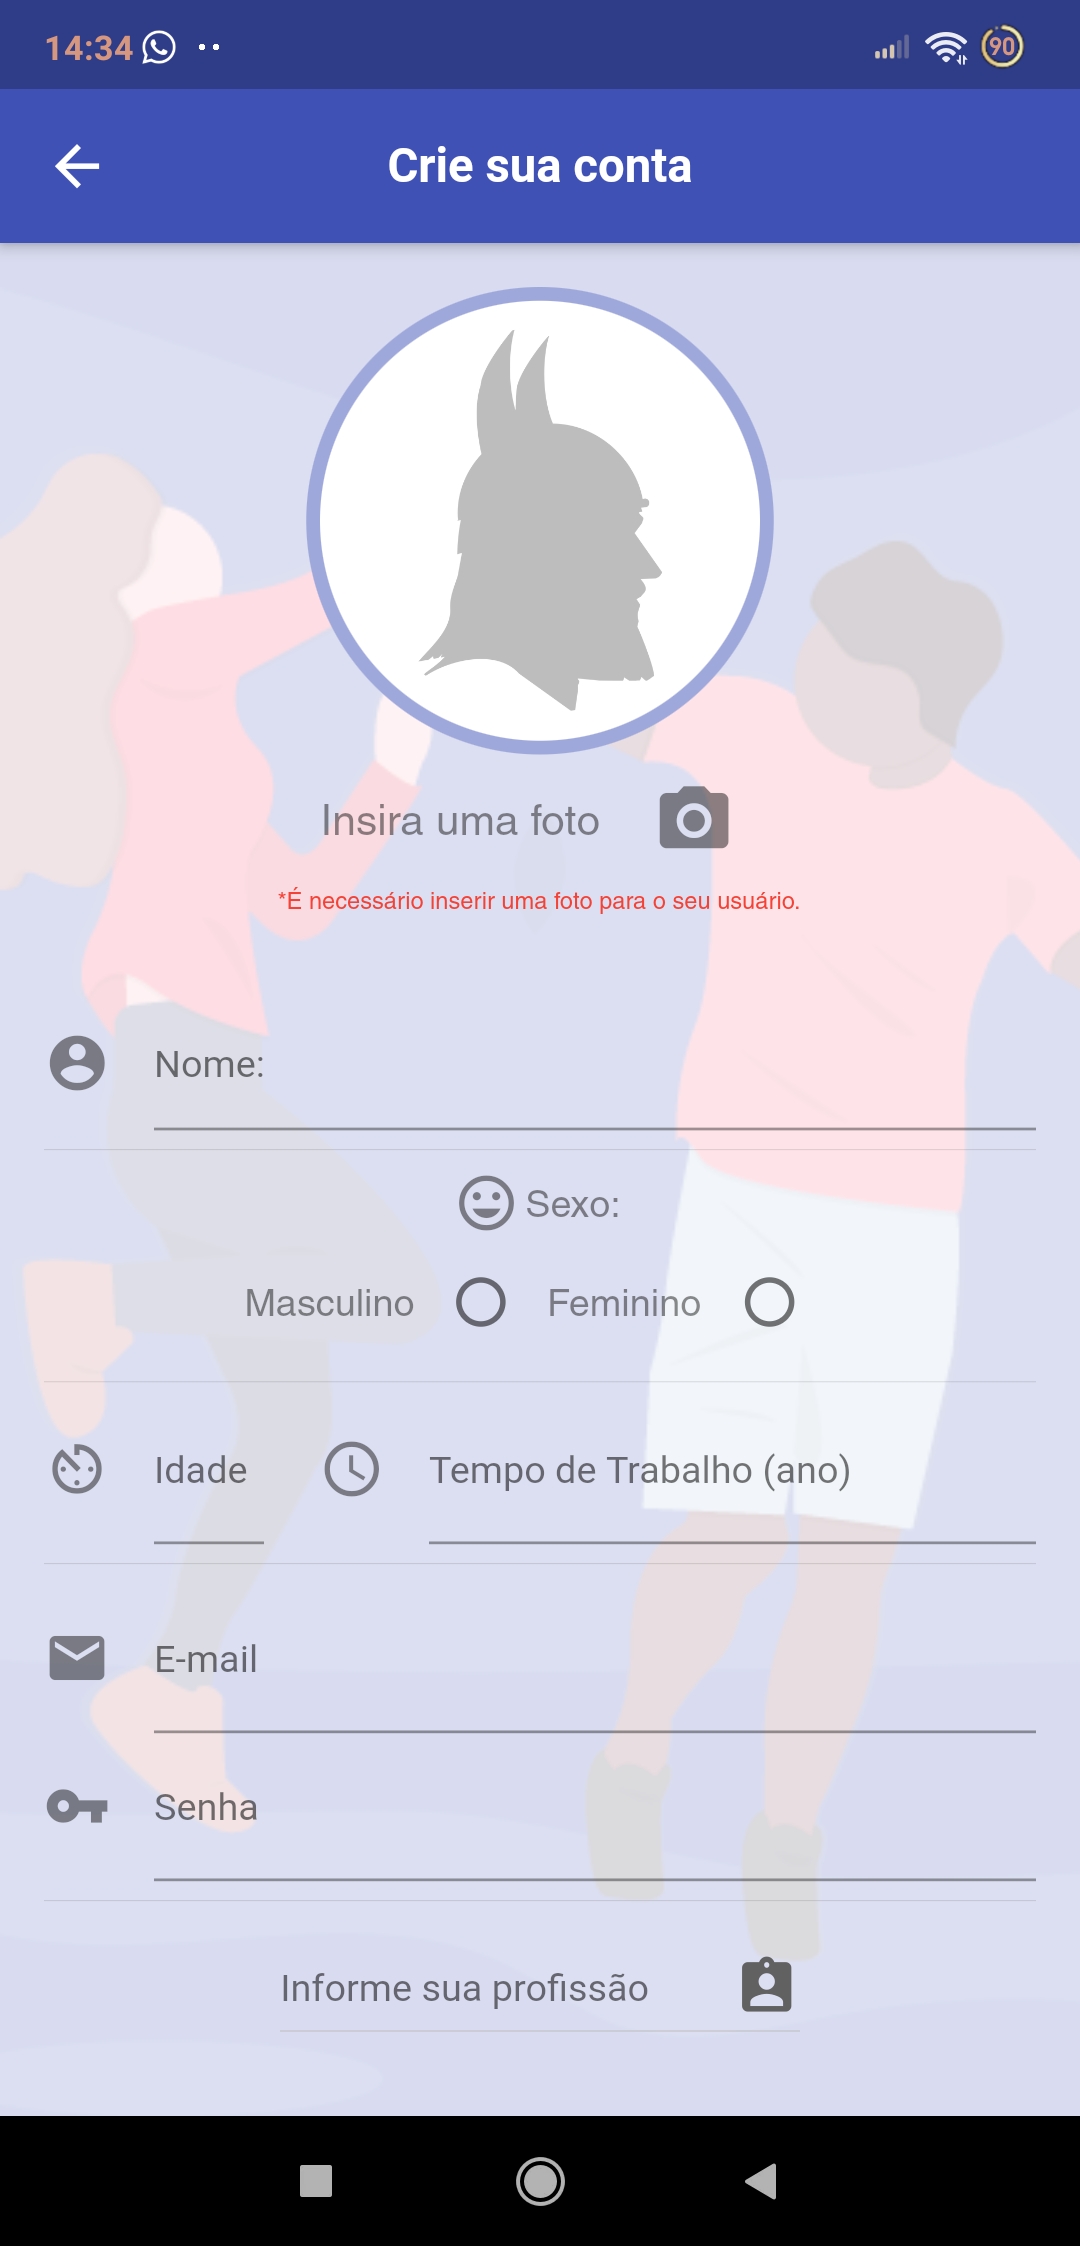 14:34
90
Crie sua conta
Insira uma foto
*É necessário inserir uma foto para o seu usuário.
Nome:
Sexo:
Masculino Feminino
Idade Tempo de Trabalho (ano)
E-mail
Senha
Informe sua profissão